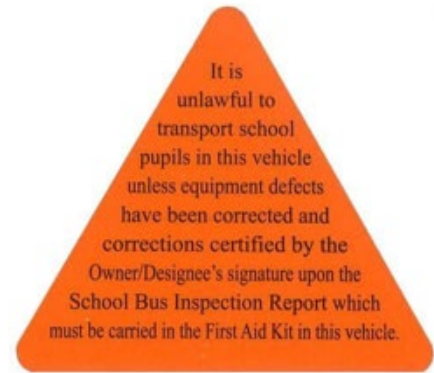 It is
unlawful to
transport school
pupils in this vehicle
unless equipment defects
have been corrected and
corrections certified by the
Owner/Designee's signature upon the
School Bus Inspection Report which
must be carried in the First Aid Kit in this vehicle.